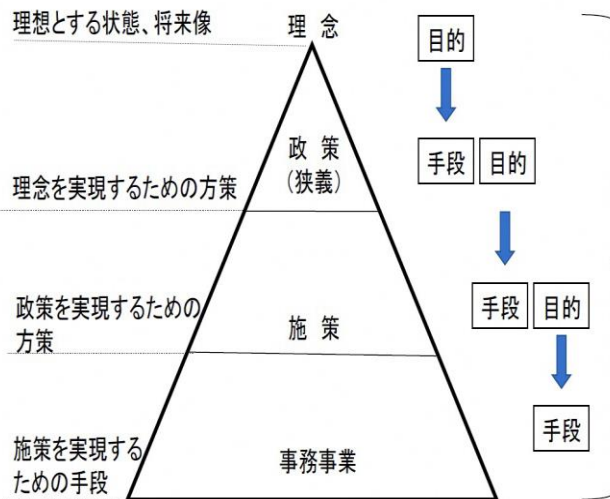 理想とする状態、将来像
理念
目的
政策
(狭義)
手段 目的
理念を実現するための方策
手段 目的
政策を実現するための
方策
施策
手段
施策を実現する
ための手段
事務事業